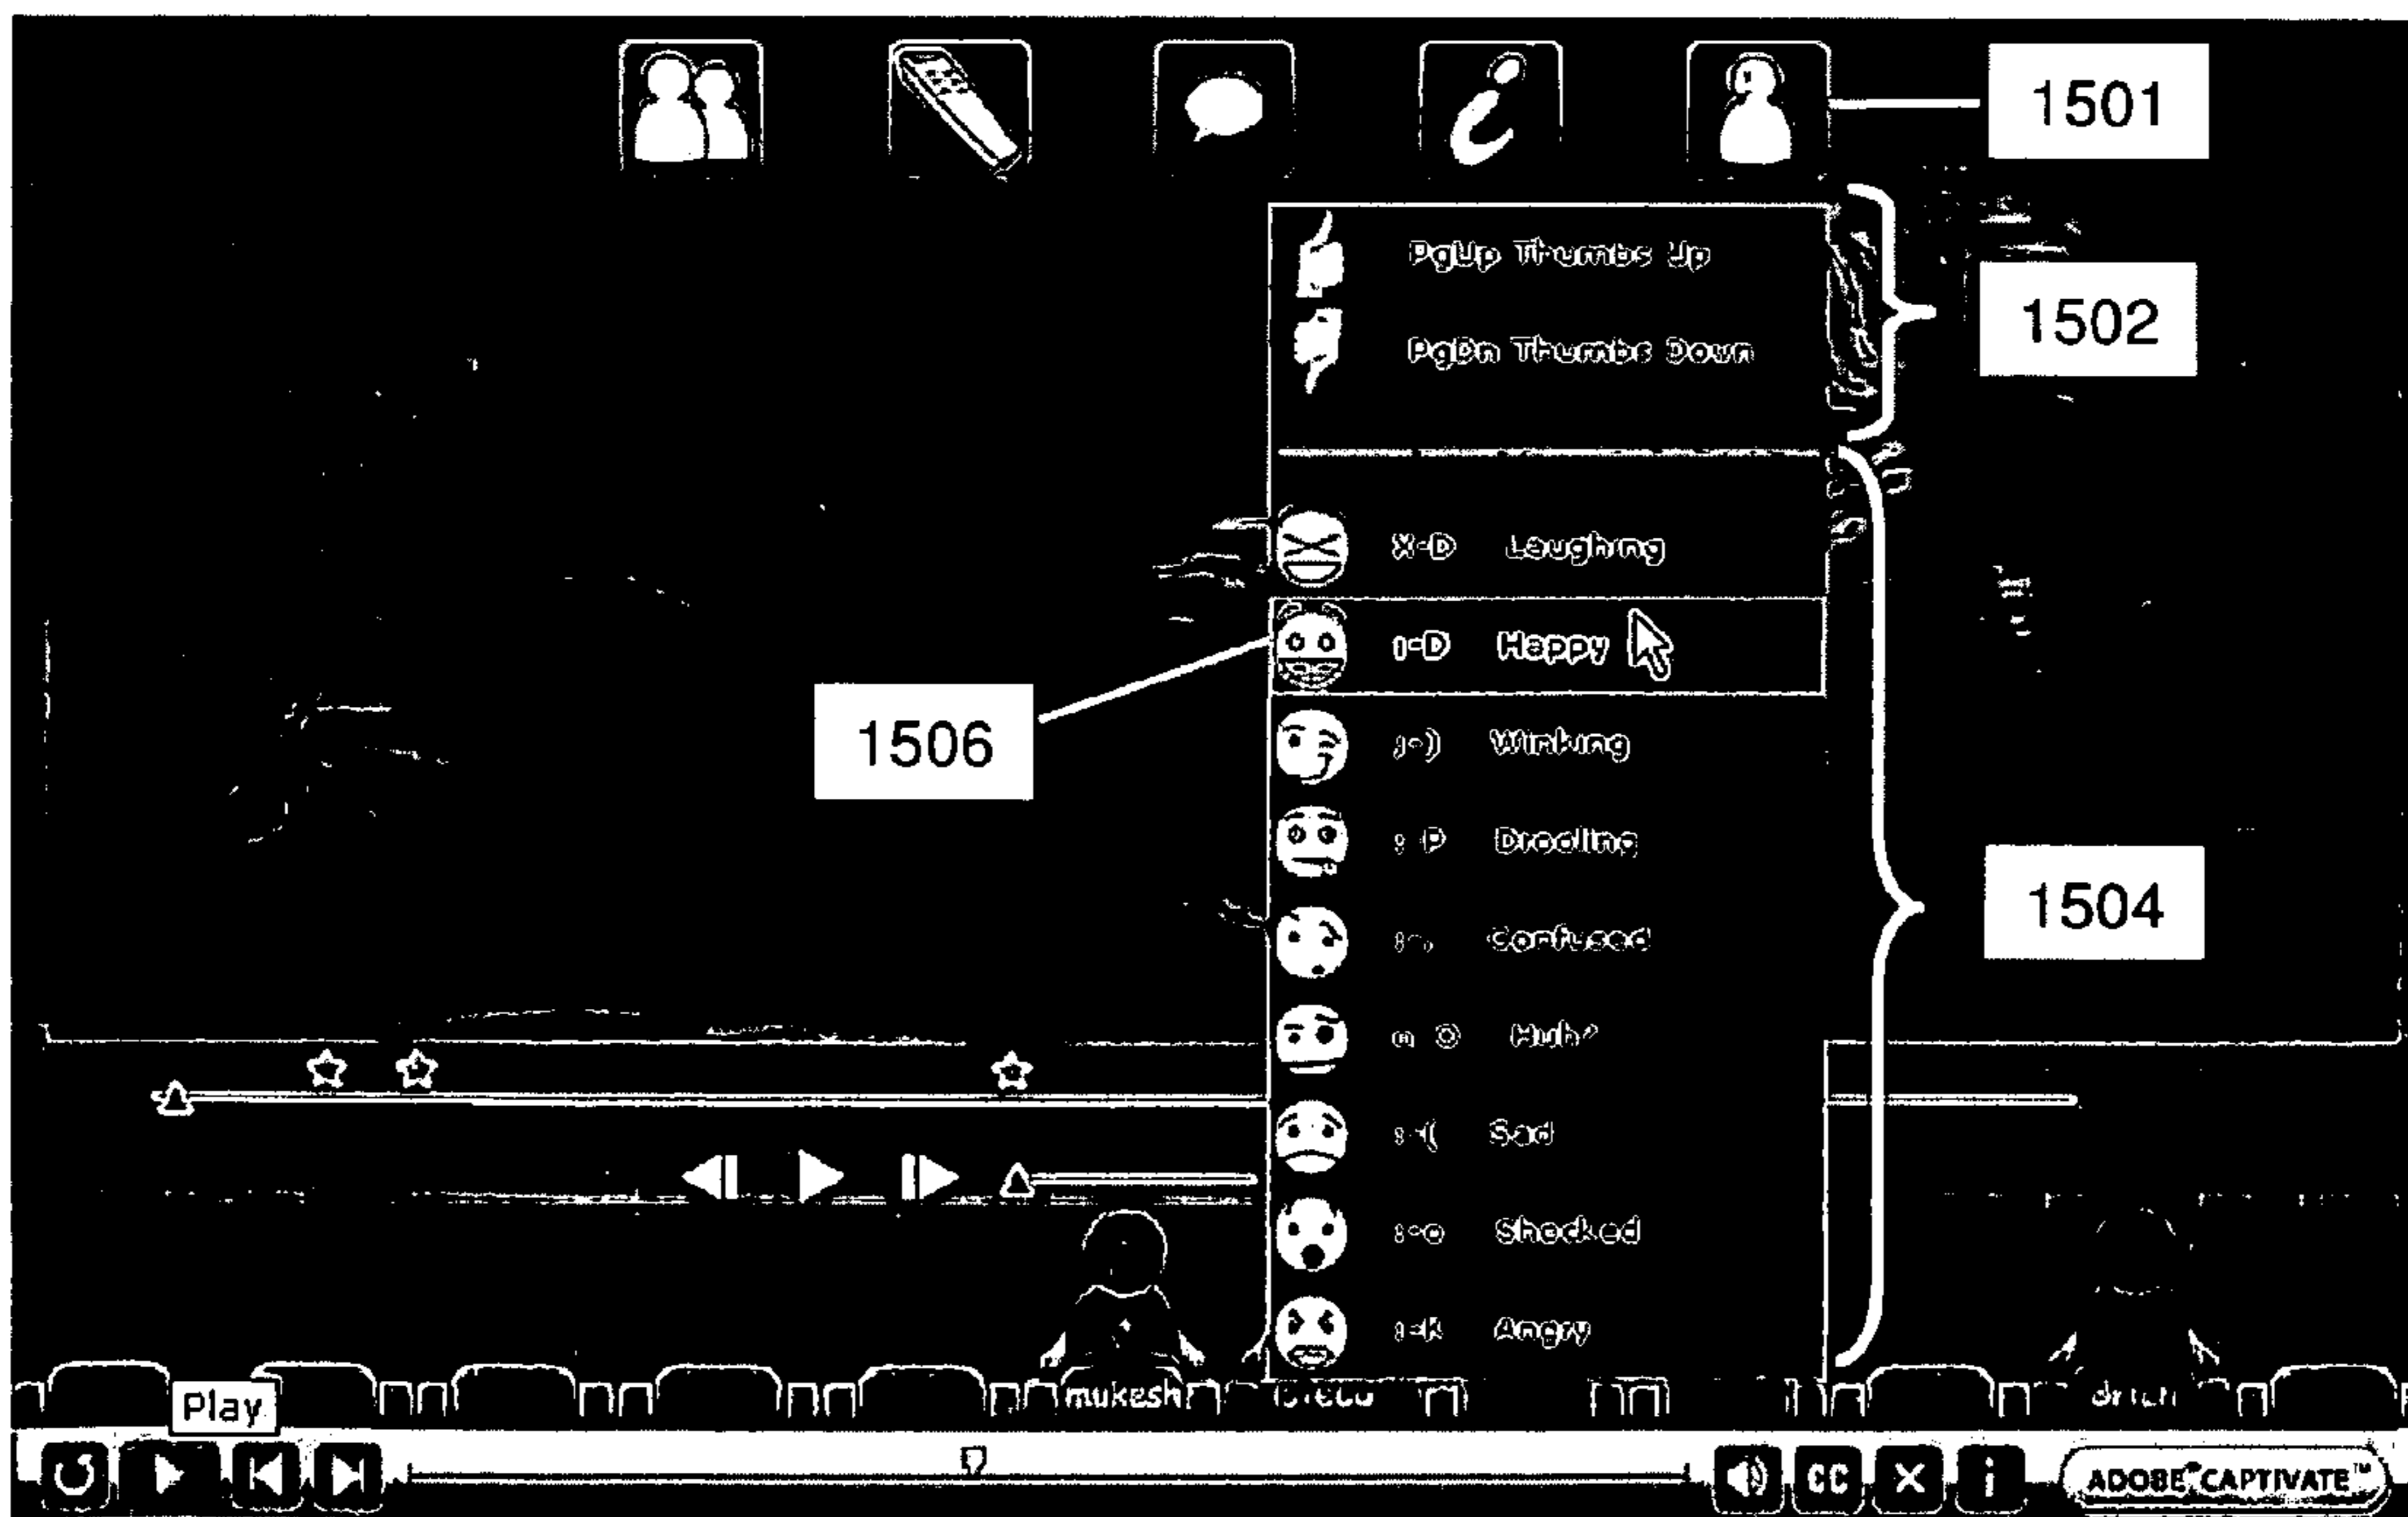 1501
PgUp Thumbs Up
1502
PgDn Thumbs Down
X-D Laughing
:-D Happy
1506
;-) Winking
: P Drooling
1504
Confused
Huh?
:-( Sad
:-o Shocked
Angry
mukesh
Play
CC
ADOBE® CAPTIVATE™